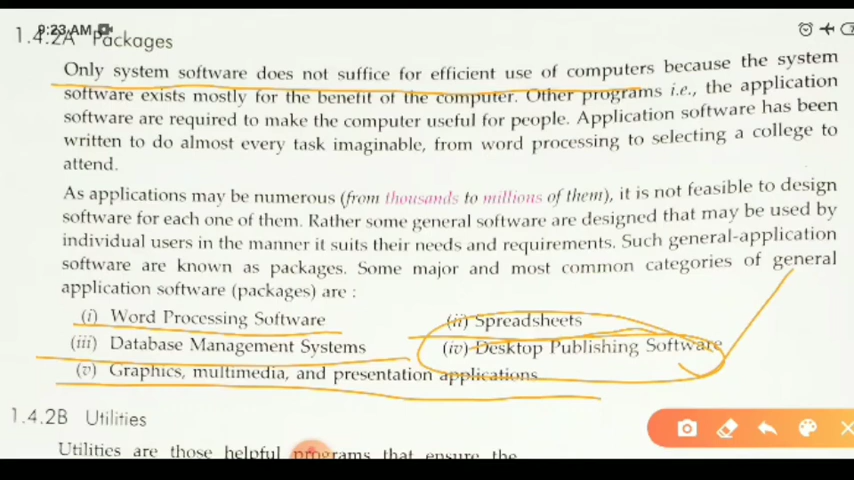 9:23 AM
1.4.2A Packages
Only system software does not suffice for efficient use of computers because the system
software exists mostly for the benefit of the computer. Other programs i.e., the application
software are required to make the computer useful for people. Application software has been
written to do almost every task imaginable, from word processing to selecting a college to
attend.
As applications may be numerous (from thousands to millions of them), it is not feasible to design
software for each one of them. Rather some general software are designed that may be used by
individual users in the manner it suits their needs and requirements. Such general-application
software are known as packages. Some major and most common categories of general
application software (packages) are :
(i) Word Processing Software
(ii) Spreadsheets
(iii) Database Management Systems
(iv) Desktop Publishing Software
(v) Graphics, multimedia, and presentation applications.
1.4.2B Utilities
Utilities are those helpful programs that ensure the